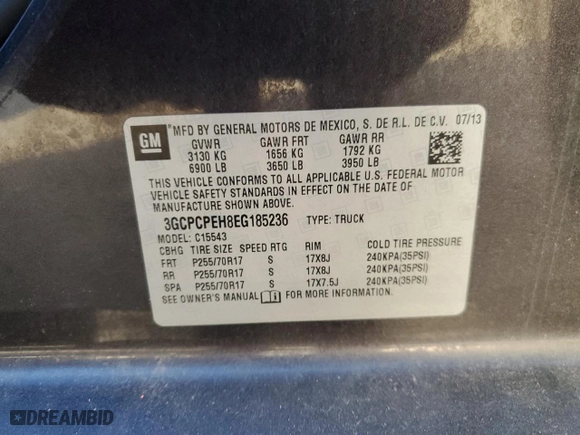 GM
MFD BY GENERAL MOTORS DE MEXICO, S. DE R.L. DE C.V. 07/13
GVWR GAWR FRT GAWR RR
3130 KG 1656 KG 1792 KG
6900 LB 3650 LB 3950 LB
THIS VEHICLE CONFORMS TO ALL APPLICABLE U.S. FEDERAL MOTOR
VEHICLE SAFETY STANDARDS IN EFFECT ON THE DATE OF
MANUFACTURE SHOWN ABOVE.
3GCPCPEH8EG185236 TYPE: TRUCK
MODEL: C15543
CBHG TIRE SIZE SPEED RTG RIM COLD TIRE PRESSURE
FRT P255/70R17 S 17X8J 240KPA(35PSI)
RR P255/70R17 S 17X8J 240KPA(35PSI)
SPA P255/70R17 S 17X7.5J 240KPA(35PSI)
SEE OWNER'S MANUAL FOR MORE INFORMATION.
DREAMBID